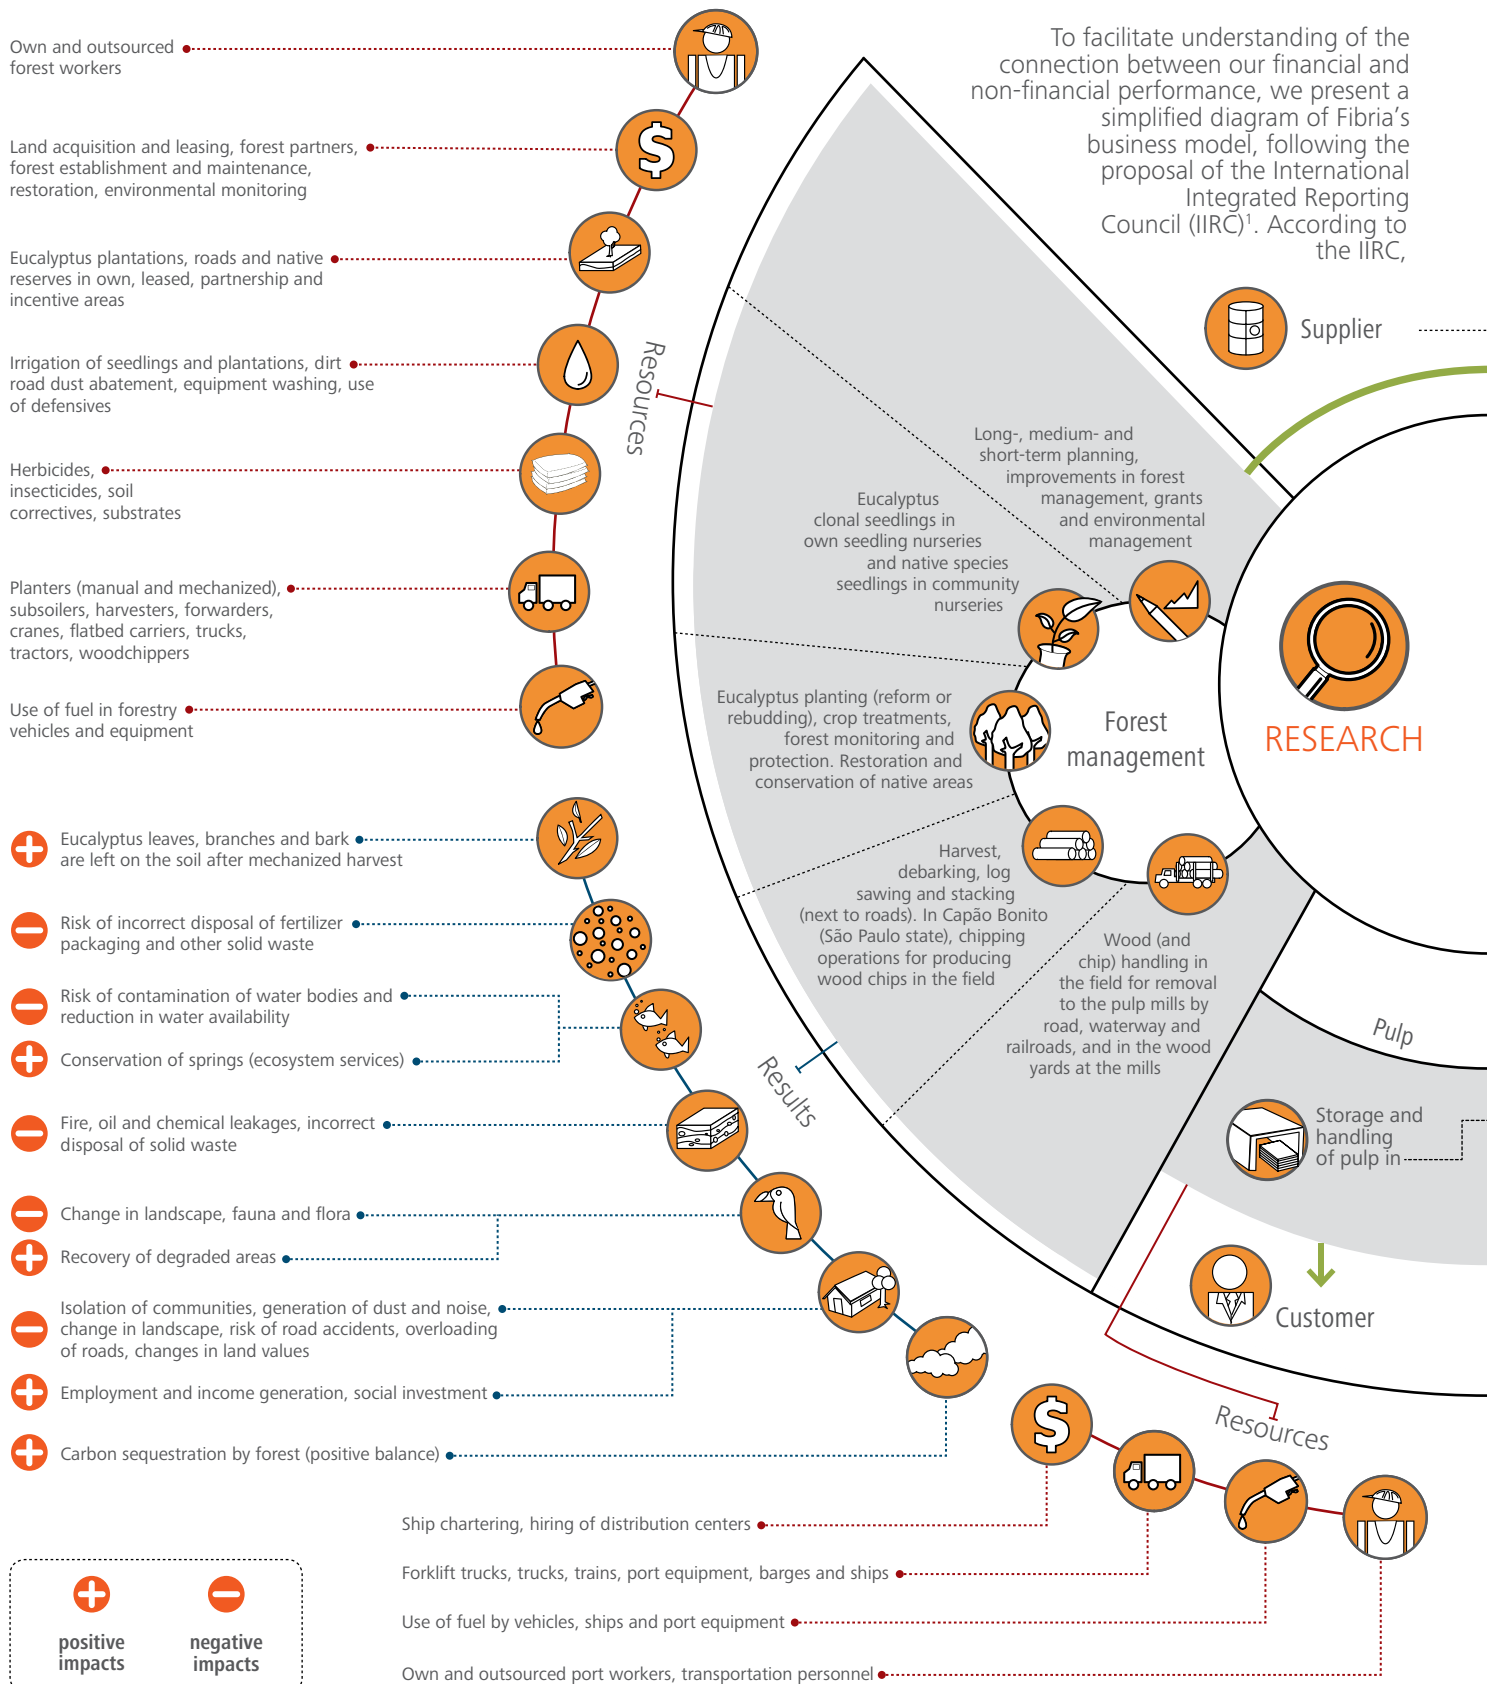 To facilitate understanding of the
connection between our financial and
non-financial performance, we present a
simplified diagram of Fibria's
business model, following the
proposal of the International
Integrated Reporting
Council (IIRC)1. According to
the IIRC,
Own and outsourced
forest workers
Land acquisition and leasing, forest partners,
forest establishment and maintenance,
restoration, environmental monitoring
Eucalyptus plantations, roads and native
reserves in own, leased, partnership and
incentive areas
Irrigation of seedlings and plantations, dirt
road dust abatement, equipment washing, use
of defensives
Herbicides,
insecticides, soil
correctives, substrates
Planters (manual and mechanized),
subsoilers, harvesters, forwarders,
cranes, flatbed carriers, trucks,
tractors, woodchippers
Use of fuel in forestry
vehicles and equipment
Resources
Supplier
Long-, medium- and
short-term planning,
improvements in forest
management, grants
and environmental
management
Eucalyptus
clonal seedlings in
own seedling nurseries
and native species
seedlings in community
nurseries
Eucalyptus planting (reform or
rebudding), crop treatments,
forest monitoring and
protection. Restoration and
conservation of native areas
Forest
management
RESEARCH
Harvest,
debarking, log
sawing and stacking
(next to roads). In Capão Bonito
(São Paulo state), chipping
operations for producing
wood chips in the field
Wood (and
chip) handling in
the field for removal
to the pulp mills by
road, waterway and
railroads, and in the wood
yards at the mills
Eucalyptus leaves, branches and bark
are left on the soil after mechanized harvest
Risk of incorrect disposal of fertilizer
packaging and other solid waste
Risk of contamination of water bodies and
reduction in water availability
Conservation of springs (ecosystem services)
Fire, oil and chemical leakages, incorrect
disposal of solid waste
Change in landscape, fauna and flora
Recovery of degraded areas
Isolation of communities, generation of dust and noise,
change in landscape, risk of road accidents, overloading
of roads, changes in land values
Employment and income generation, social investment
Carbon sequestration by forest (positive balance)
Results
Pulp
Storage and
handling
of pulp in
Customer
Resources
Ship chartering, hiring of distribution centers
Forklift trucks, trucks, trains, port equipment, barges and ships
Use of fuel by vehicles, ships and port equipment
Own and outsourced port workers, transportation personnel
positive
impacts
negative
impacts